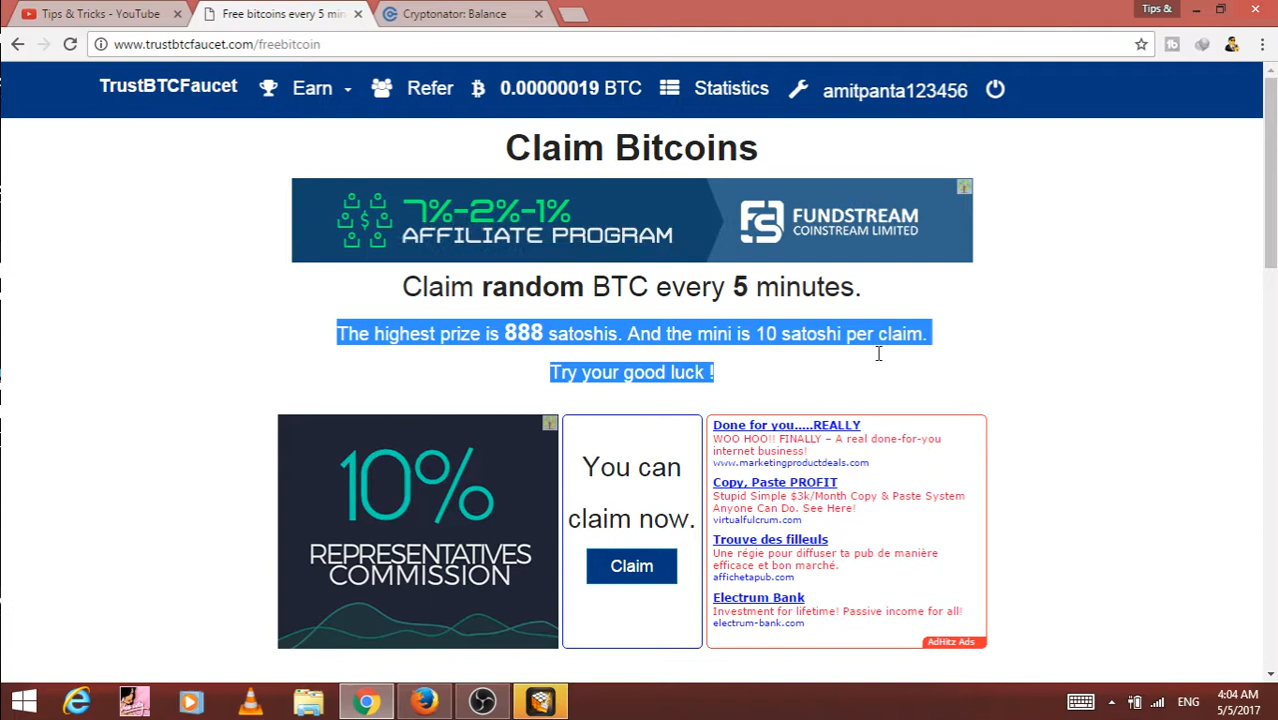 Tips & Tricks - YouTube
Free bitcoins every 5 min
Cryptonator: Balance
Tips &
www.trustbtcfaucet.com/freebitcoin
TrustBTCFaucet Earn Refer 0.00000019 BTC Statistics amitpanta123456
Claim Bitcoins
7%-2%-1%
AFFILIATE PROGRAM
FUNDSTREAM
COINSTREAM LIMITED
Claim random BTC every 5 minutes.
The highest prize is 888 satoshis. And the mini is 10 satoshi per claim.
Try your good luck !
10%
REPRESENTATIVES
COMMISSION
You can
claim now.
Claim
Done for you.....REALLY
WOO HOO!! FINALLY – A real done-for-you
internet business!
www.marketingproductdeals.com
Copy, Paste PROFIT
Stupid Simple $3k/Month Copy & Paste System
Anyone Can Do. See Here!
virtualfulcrum.com
Trouve des filleuls
Une régie pour diffuser ta pub de manière
efficace et bon marché.
affichetapub.com
Electrum Bank
Investment for lifetime! Passive income for all!
electrum-bank.com
AdHitz Ads
ENG
4:04 AM
5/5/2017